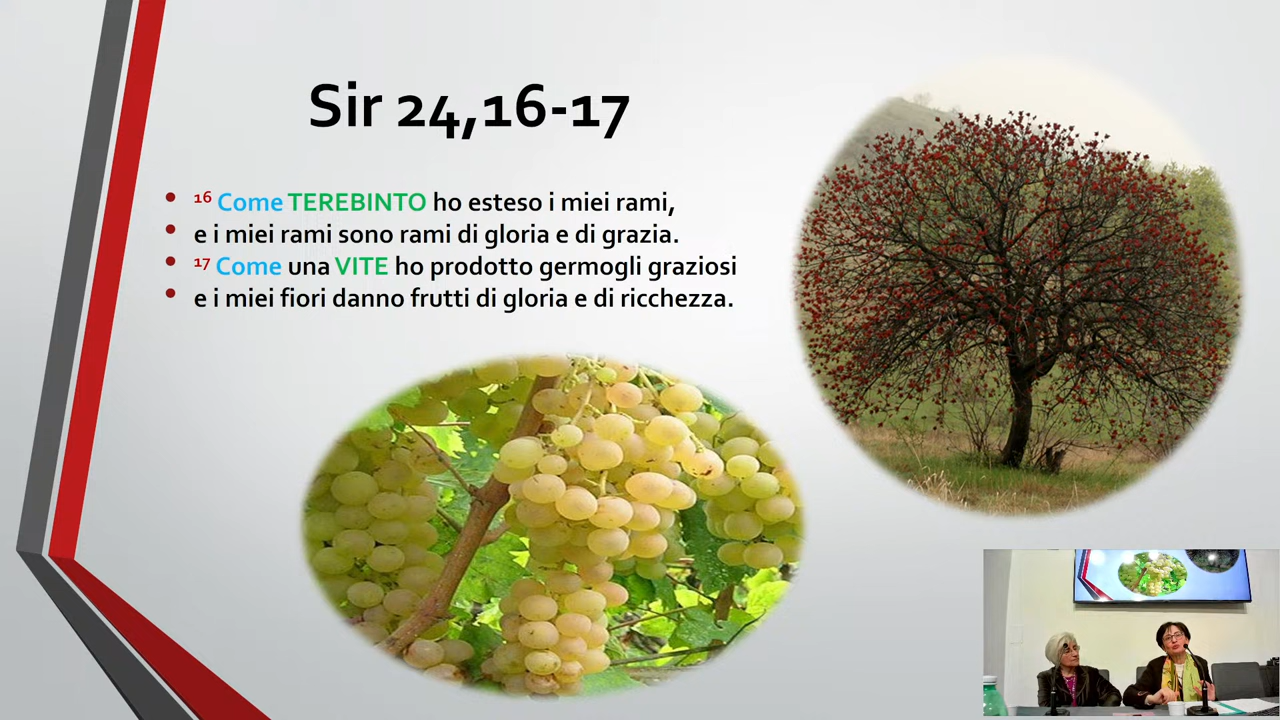 Sir 24,16-17
16 Come TEREBINTO ho esteso i miei rami,
e i miei rami sono rami di gloria e di grazia.
17 Come una VITE ho prodotto germogli graziosi
e i miei fiori danno frutti di gloria e di ricchezza.